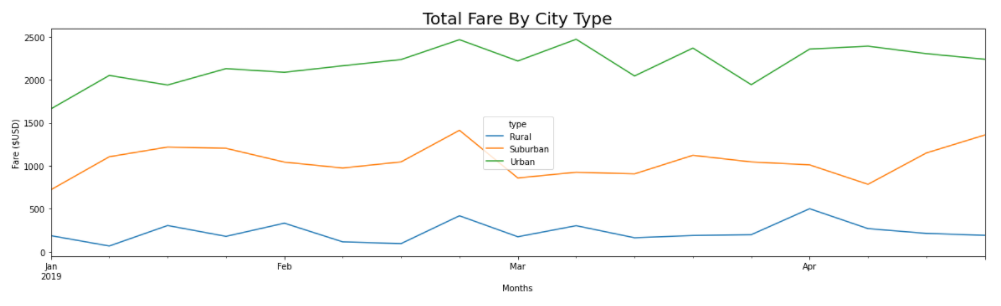 Total Fare By City Type
2500
2000
1500
1000
500
0
Fare ($USD)
type
Rural
Suburban
Urban
Jan
2019
Feb
Mar
Apr
Months